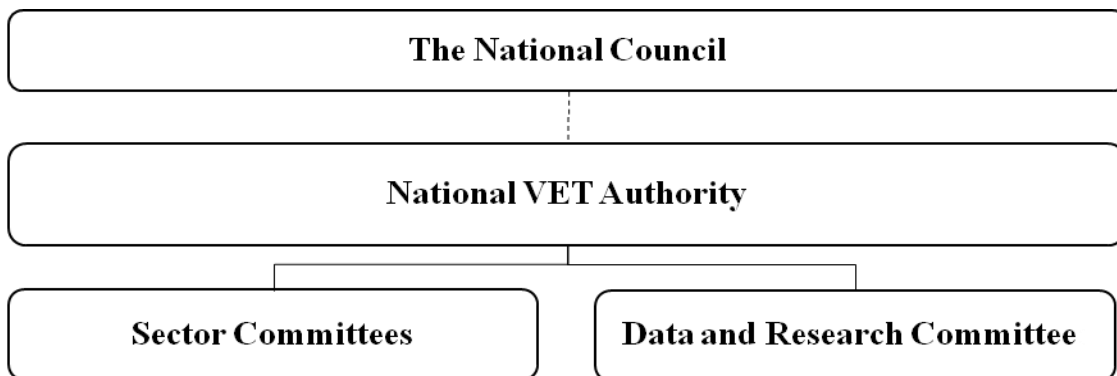 The National Council
National VET Authority
Sector Committees
Data and Research Committee